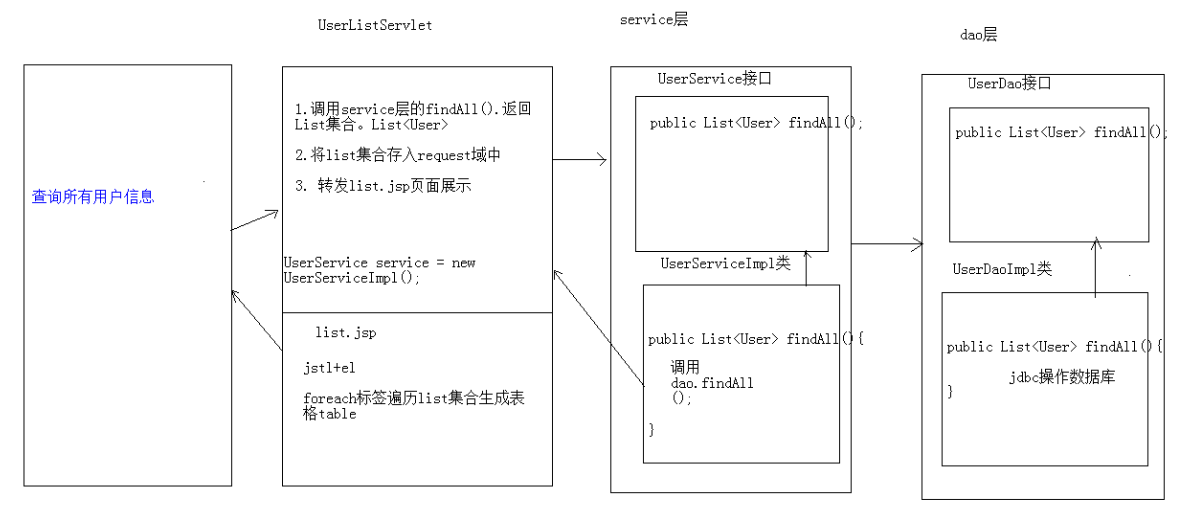 UserListServlet
service层
dao层
查询所有用户信息
1.调用service层的findAll().返回
List集合。List<User>
2.将list集合存入request域中
3. 转发list.jsp页面展示
UserService service = new
UserServiceImpl();
list.jsp
jstl+el
foreach标签遍历list集合生成表
格table
UserService接口
public List<User> findAll();
UserServiceImpl类
public List<User> findAll(){
调用
dao.findAll
();
}
UserDao接口
public List<User> findAll();
UserDaoImpl类
public List<User> findAll(){
jdbc操作数据库
}